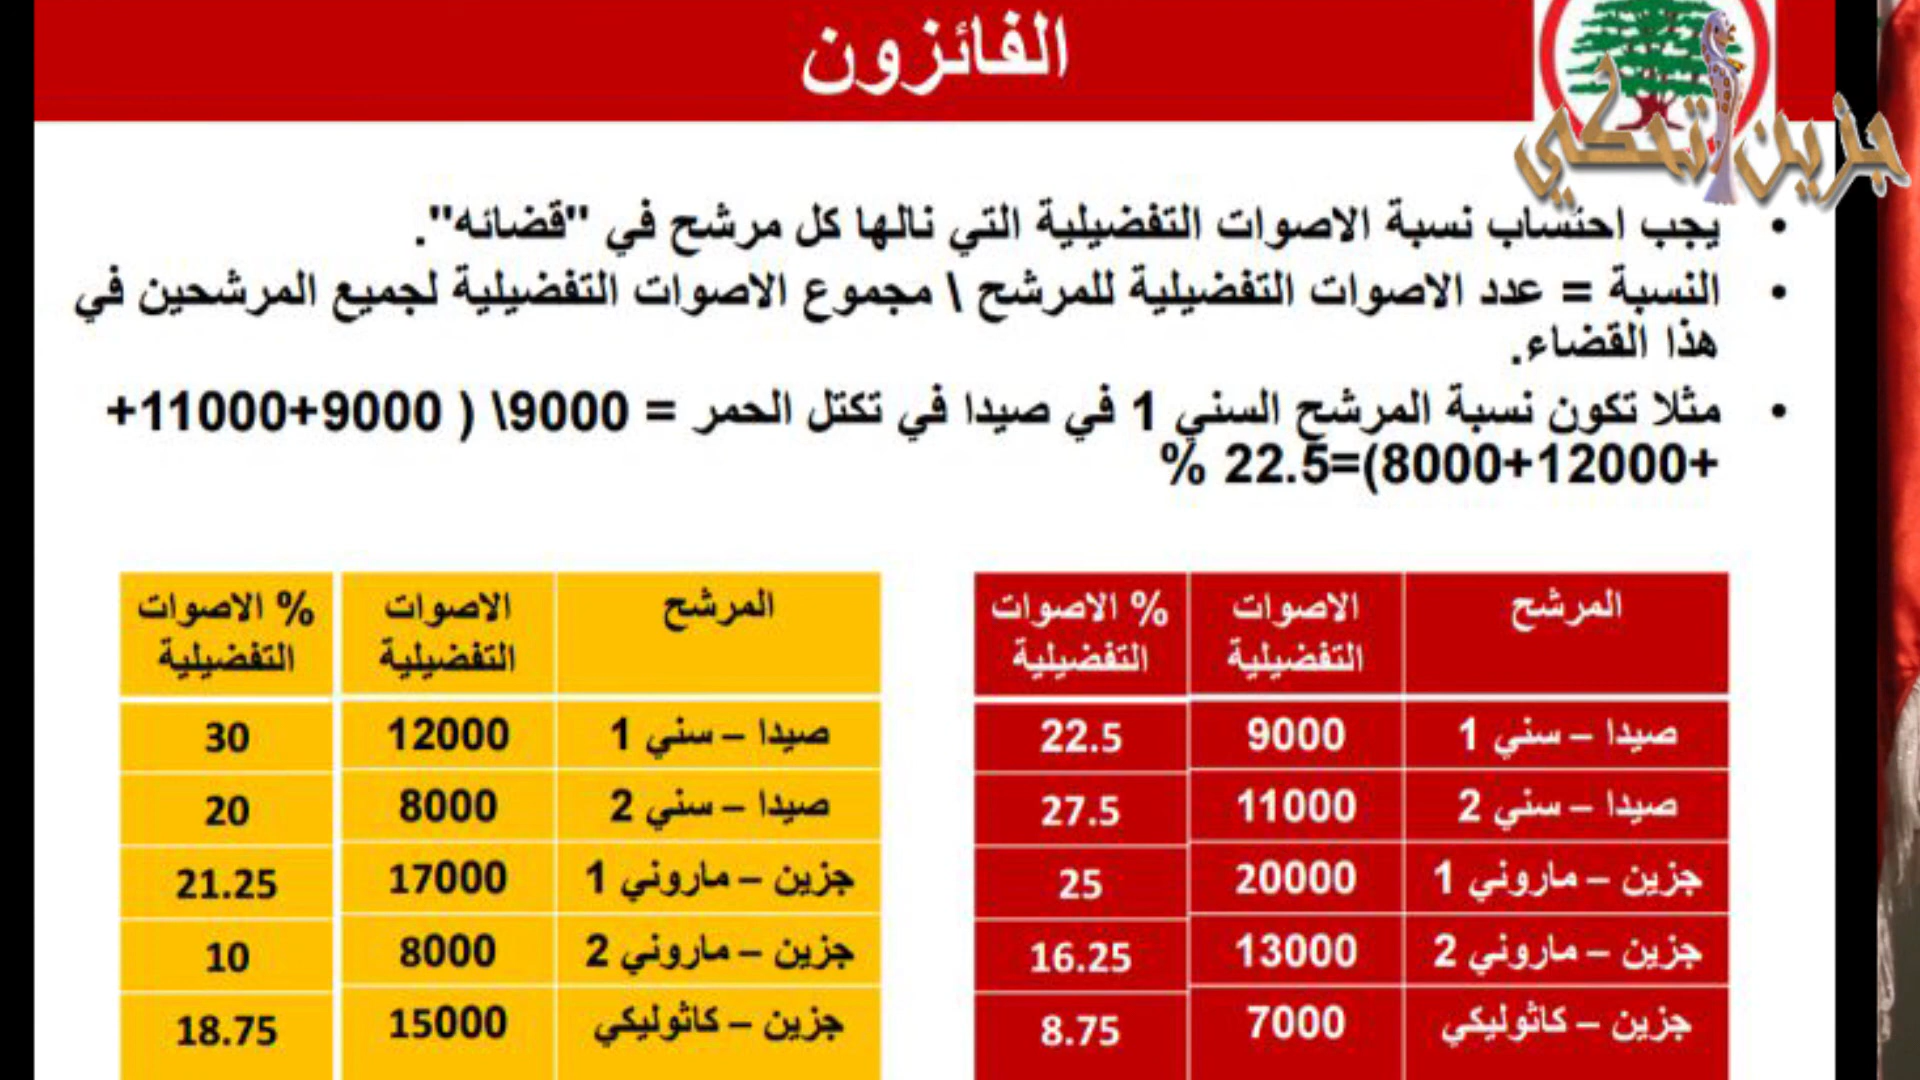 الفائزون
جزين تحكي
• يجب احتساب نسبة الاصوات التفضيلية التي نالها كل مرشح في "قضائه".
• النسبة = عدد الاصوات التفضيلية للمرشح \ مجموع الاصوات التفضيلية لجميع المرشحين في
هذا القضاء.
• مثلا تكون نسبة المرشح السني 1 في صيدا في تكتل الحمر = 9000\ ( 9000+11000+
+12000+8000)=22.5 %
المرشح الاصوات التفضيلية % الاصوات التفضيلية
صيدا – سني 1 9000 22.5
صيدا – سني 2 11000 27.5
جزين – ماروني 1 20000 25
جزين – ماروني 2 13000 16.25
جزين – كاثوليكي 7000 8.75
المرشح الاصوات التفضيلية % الاصوات التفضيلية
صيدا – سني 1 12000 30
صيدا – سني 2 8000 20
جزين – ماروني 1 17000 21.25
جزين – ماروني 2 8000 10
جزين – كاثوليكي 15000 18.75